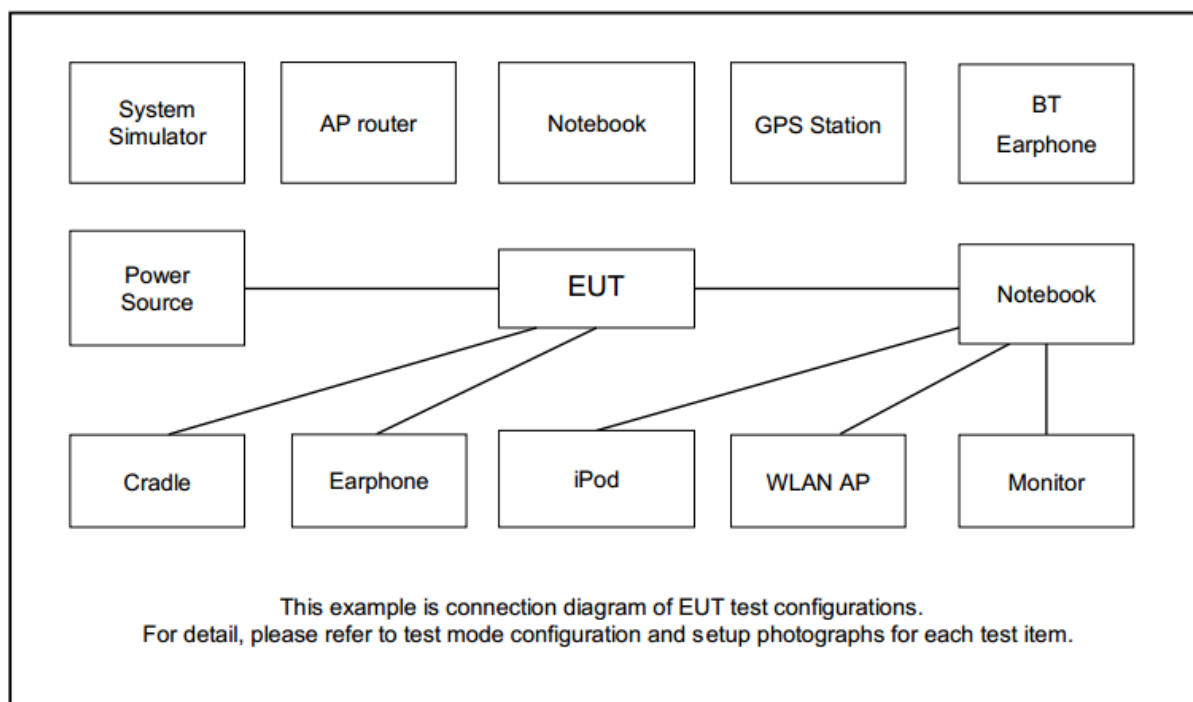 System
Simulator
AP router
Notebook
GPS Station
BT
Earphone
Power
Source
EUT
Notebook
Cradle
Earphone
iPod
WLAN AP
Monitor
This example is connection diagram of EUT test configurations.
For detail, please refer to test mode configuration and setup photographs for each test item.